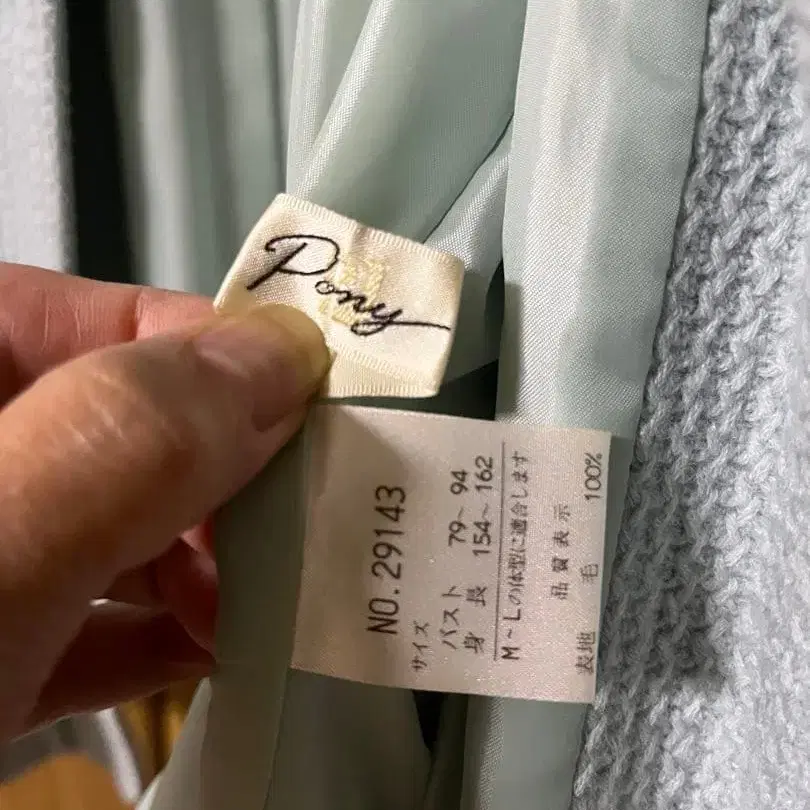 Pony
NO.29143
サイズ
バスト 79~ 94
身長 154~ 162
M~Lの体型に適合します
品質表示
表地 毛 100%